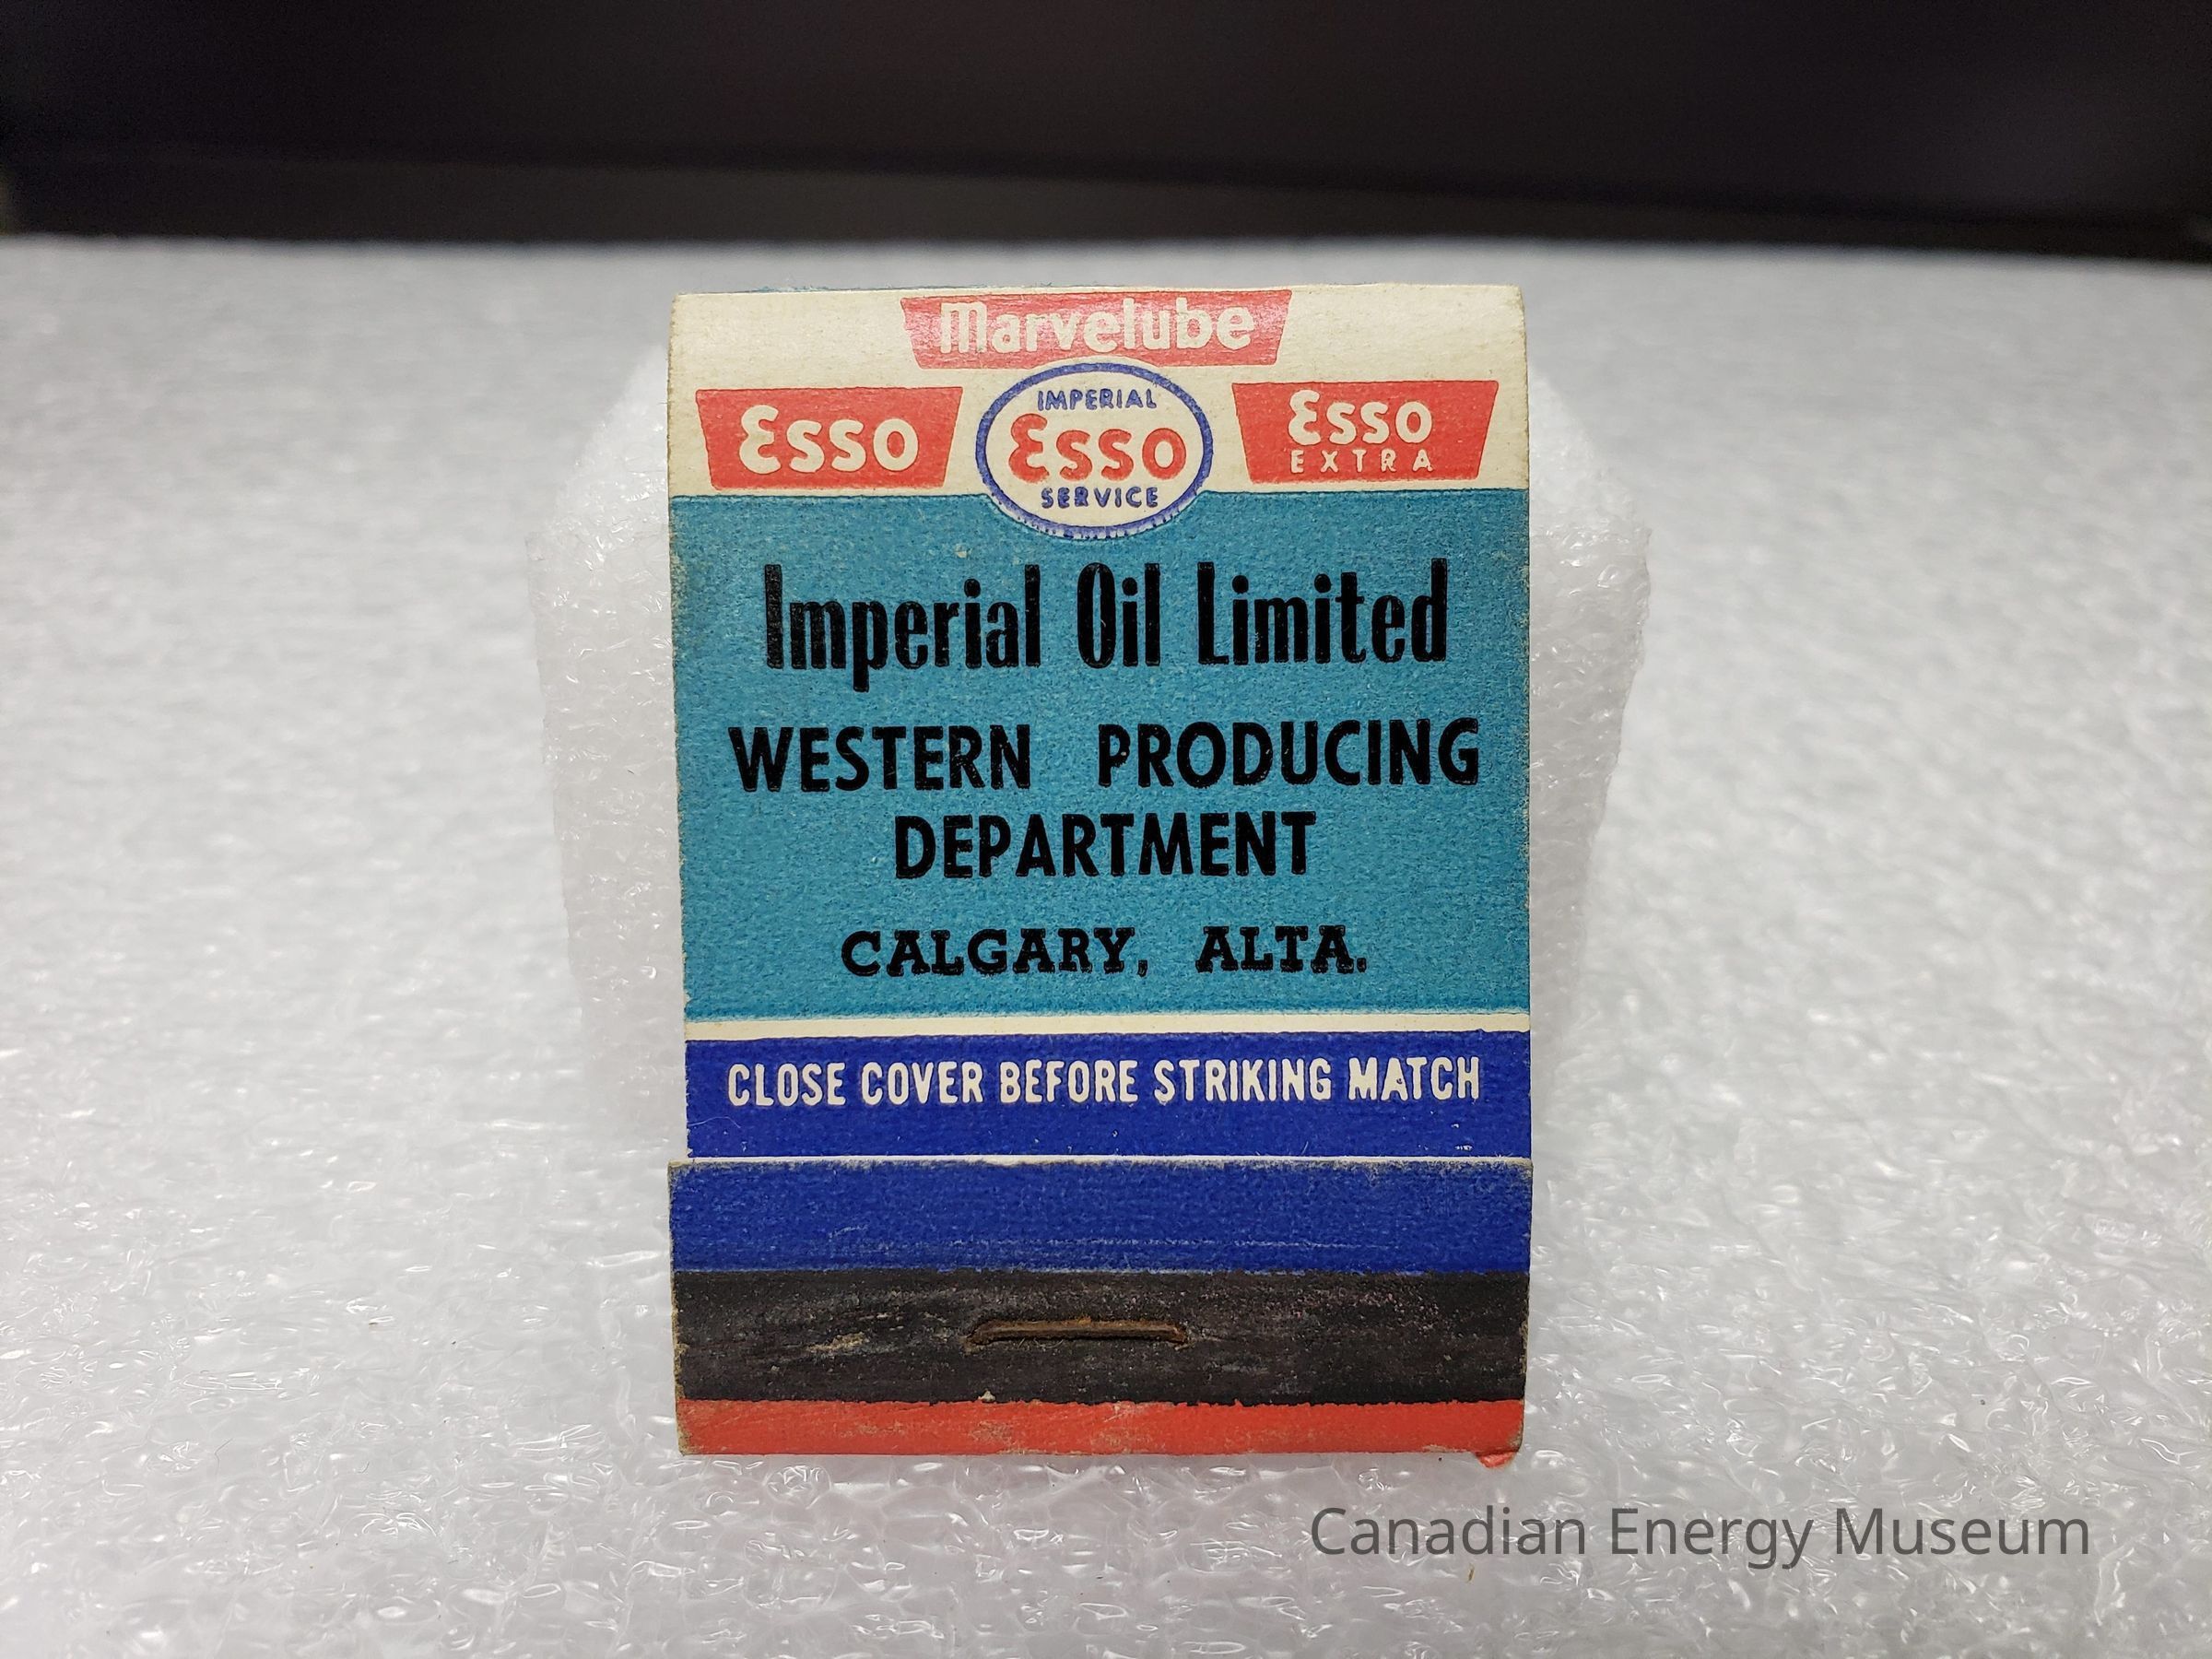 Marvelube
Esso
IMPERIAL
Esso
SERVICE
Esso
EXTRA
Imperial Oil Limited
WESTERN PRODUCING
DEPARTMENT
CALGARY, ALTA.
CLOSE COVER BEFORE STRIKING MATCH
Canadian Energy Museum